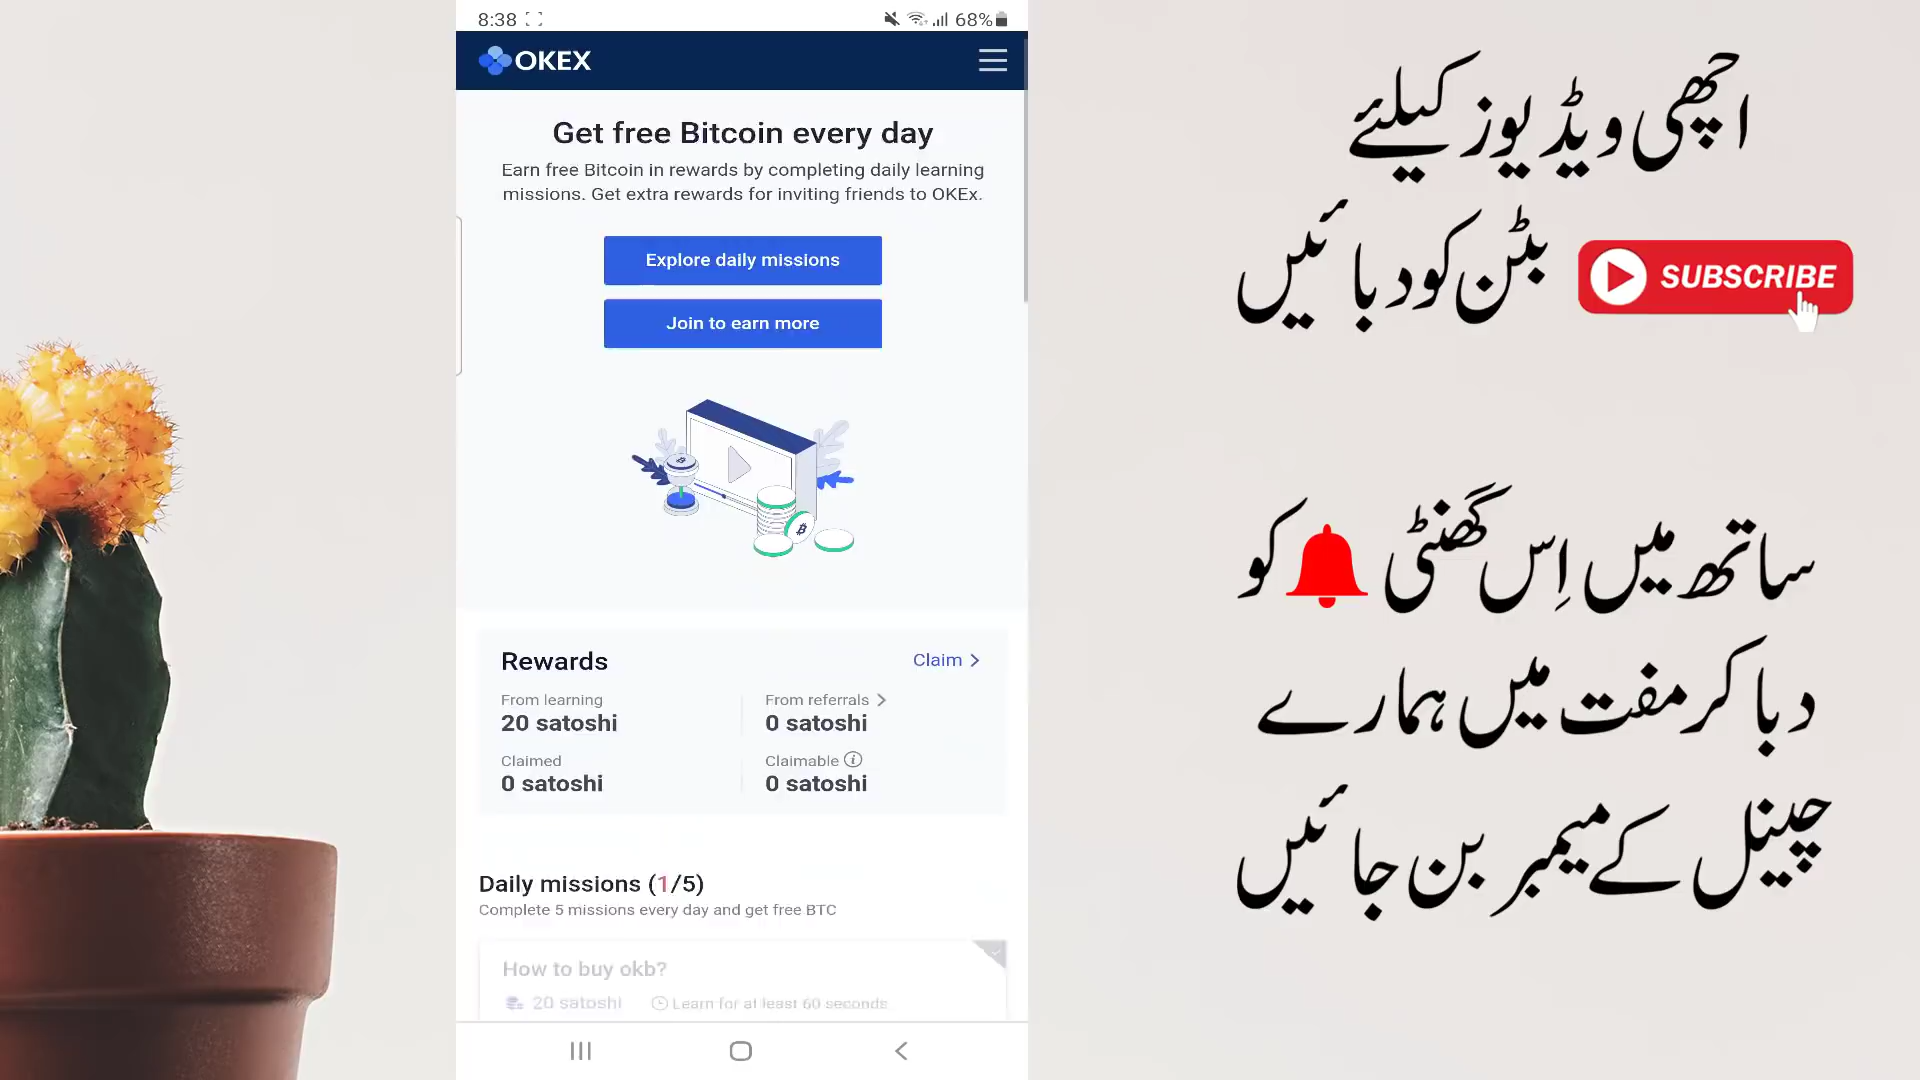 8:38
68%
OKEX
Get free Bitcoin every day
Earn free Bitcoin in rewards by completing daily learning
missions. Get extra rewards for inviting friends to OKEx.
Explore daily missions
Join to earn more
Rewards
Claim
From learning
20 satoshi
From referrals
0 satoshi
Claimed
0 satoshi
Claimable
0 satoshi
Daily missions (1/5)
Complete 5 missions every day and get free BTC
How to buy okb?
20 satoshi
Learn for at least 60 seconds
اچھی ویڈیوز کیلئے
بٹن کو دبائیں
SUBSCRIBE
ساتھ میں اِس گھنٹی کو
دبا کر مفت میں ہمارے
چینل کے میمبر بن جائیں